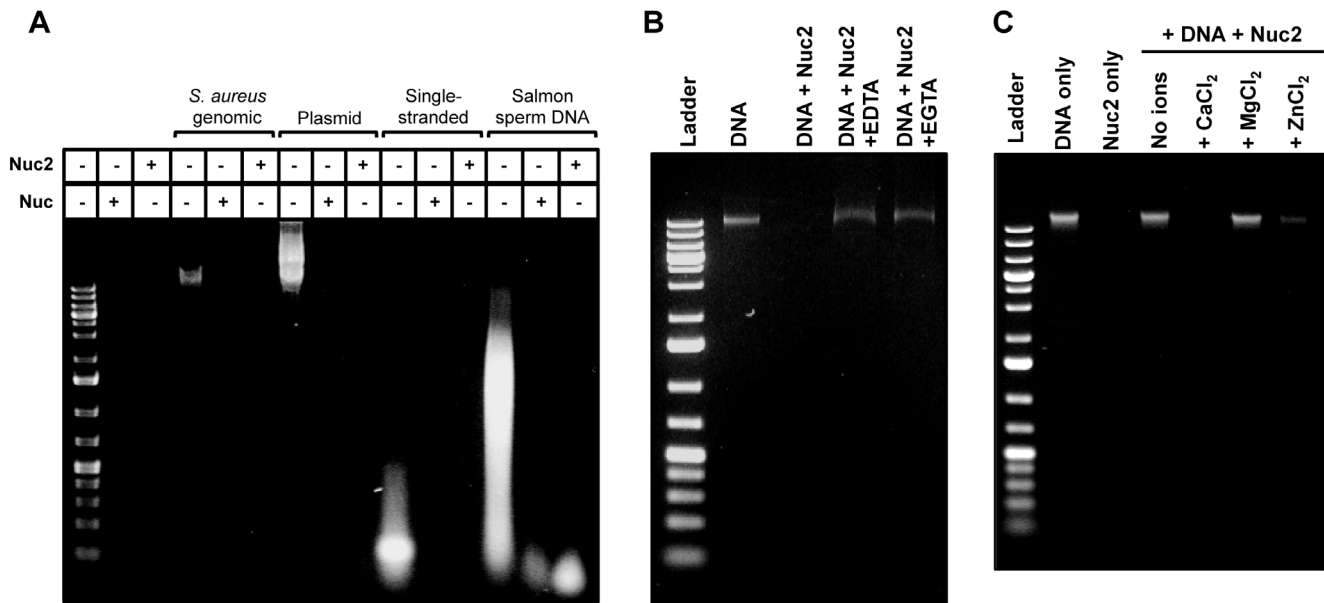 A
S. aureus
genomic
Plasmid
Single-
stranded
Salmon
sperm DNA
Nuc2 - - + - - + - - + - - +
Nuc - + - - + - - + - - + -
B
Ladder
DNA
DNA + Nuc2
DNA + Nuc2
+EDTA
DNA + Nuc2
+EGTA
C
+ DNA + Nuc2
Ladder
DNA only
Nuc2 only
No ions
+ CaCl₂
+ MgCl₂
+ ZnCl₂